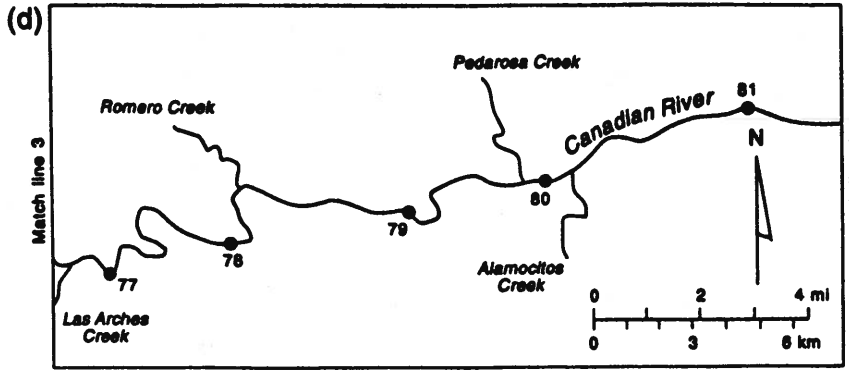 (d)
Pedarosa Creek
Romero Creek
Canadian River
81
N
Match line 3
80
79
78
77
Alamocitos
Creek
Las Arches
Creek
0 2 4 mi
0 3 6 km